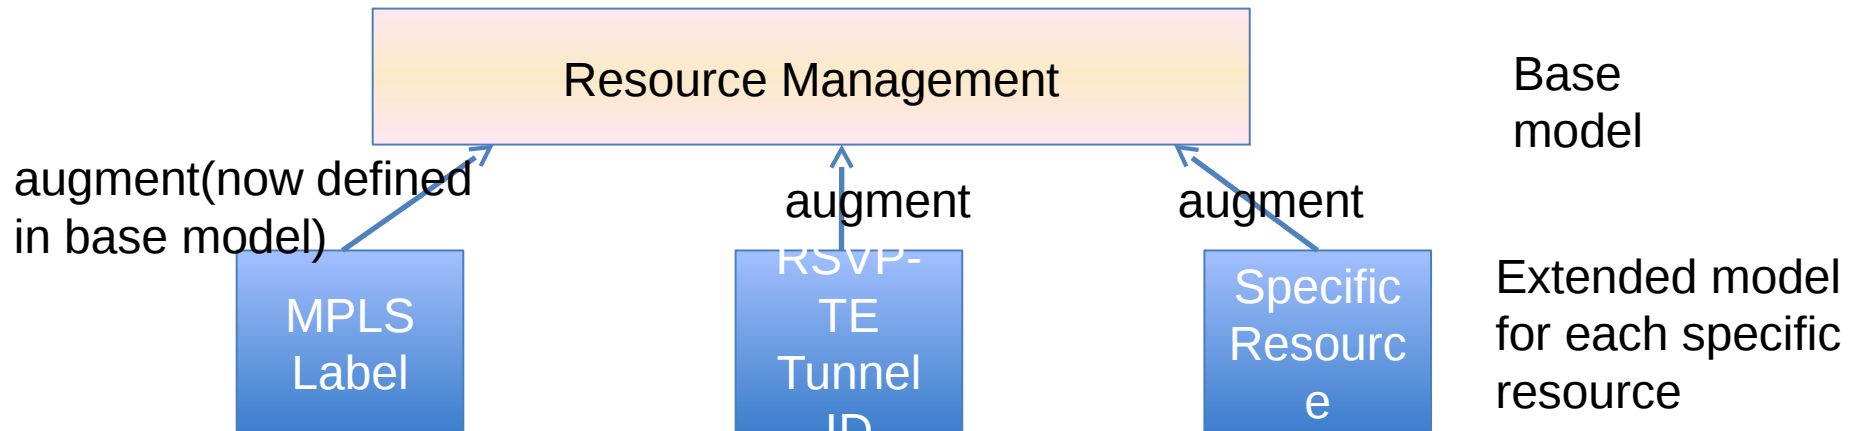 Resource Management
Base
model
augment(now defined
in base model)
augment
augment
MPLS
Label
RSVP-
TE
Tunnel
ID
Specific
Resourc
e
Extended model
for each specific
resource